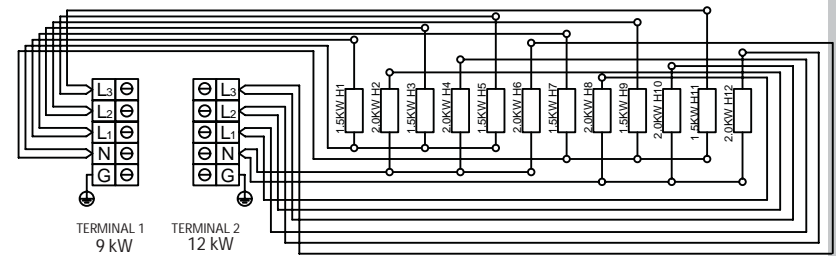 L3
L2
L1
N
G
TERMINAL 1
9 kW
L3
L2
L1
N
G
TERMINAL 2
12 kW
1.5KW H1
2.0KW H2
1.5KW H3
2.0KW H4
1.5KW H5
2.0KW H6
1.5KW H7
2.0KW H8
1.5KW H9
2.0KW H10
1.5KW H11
2.0KW H12